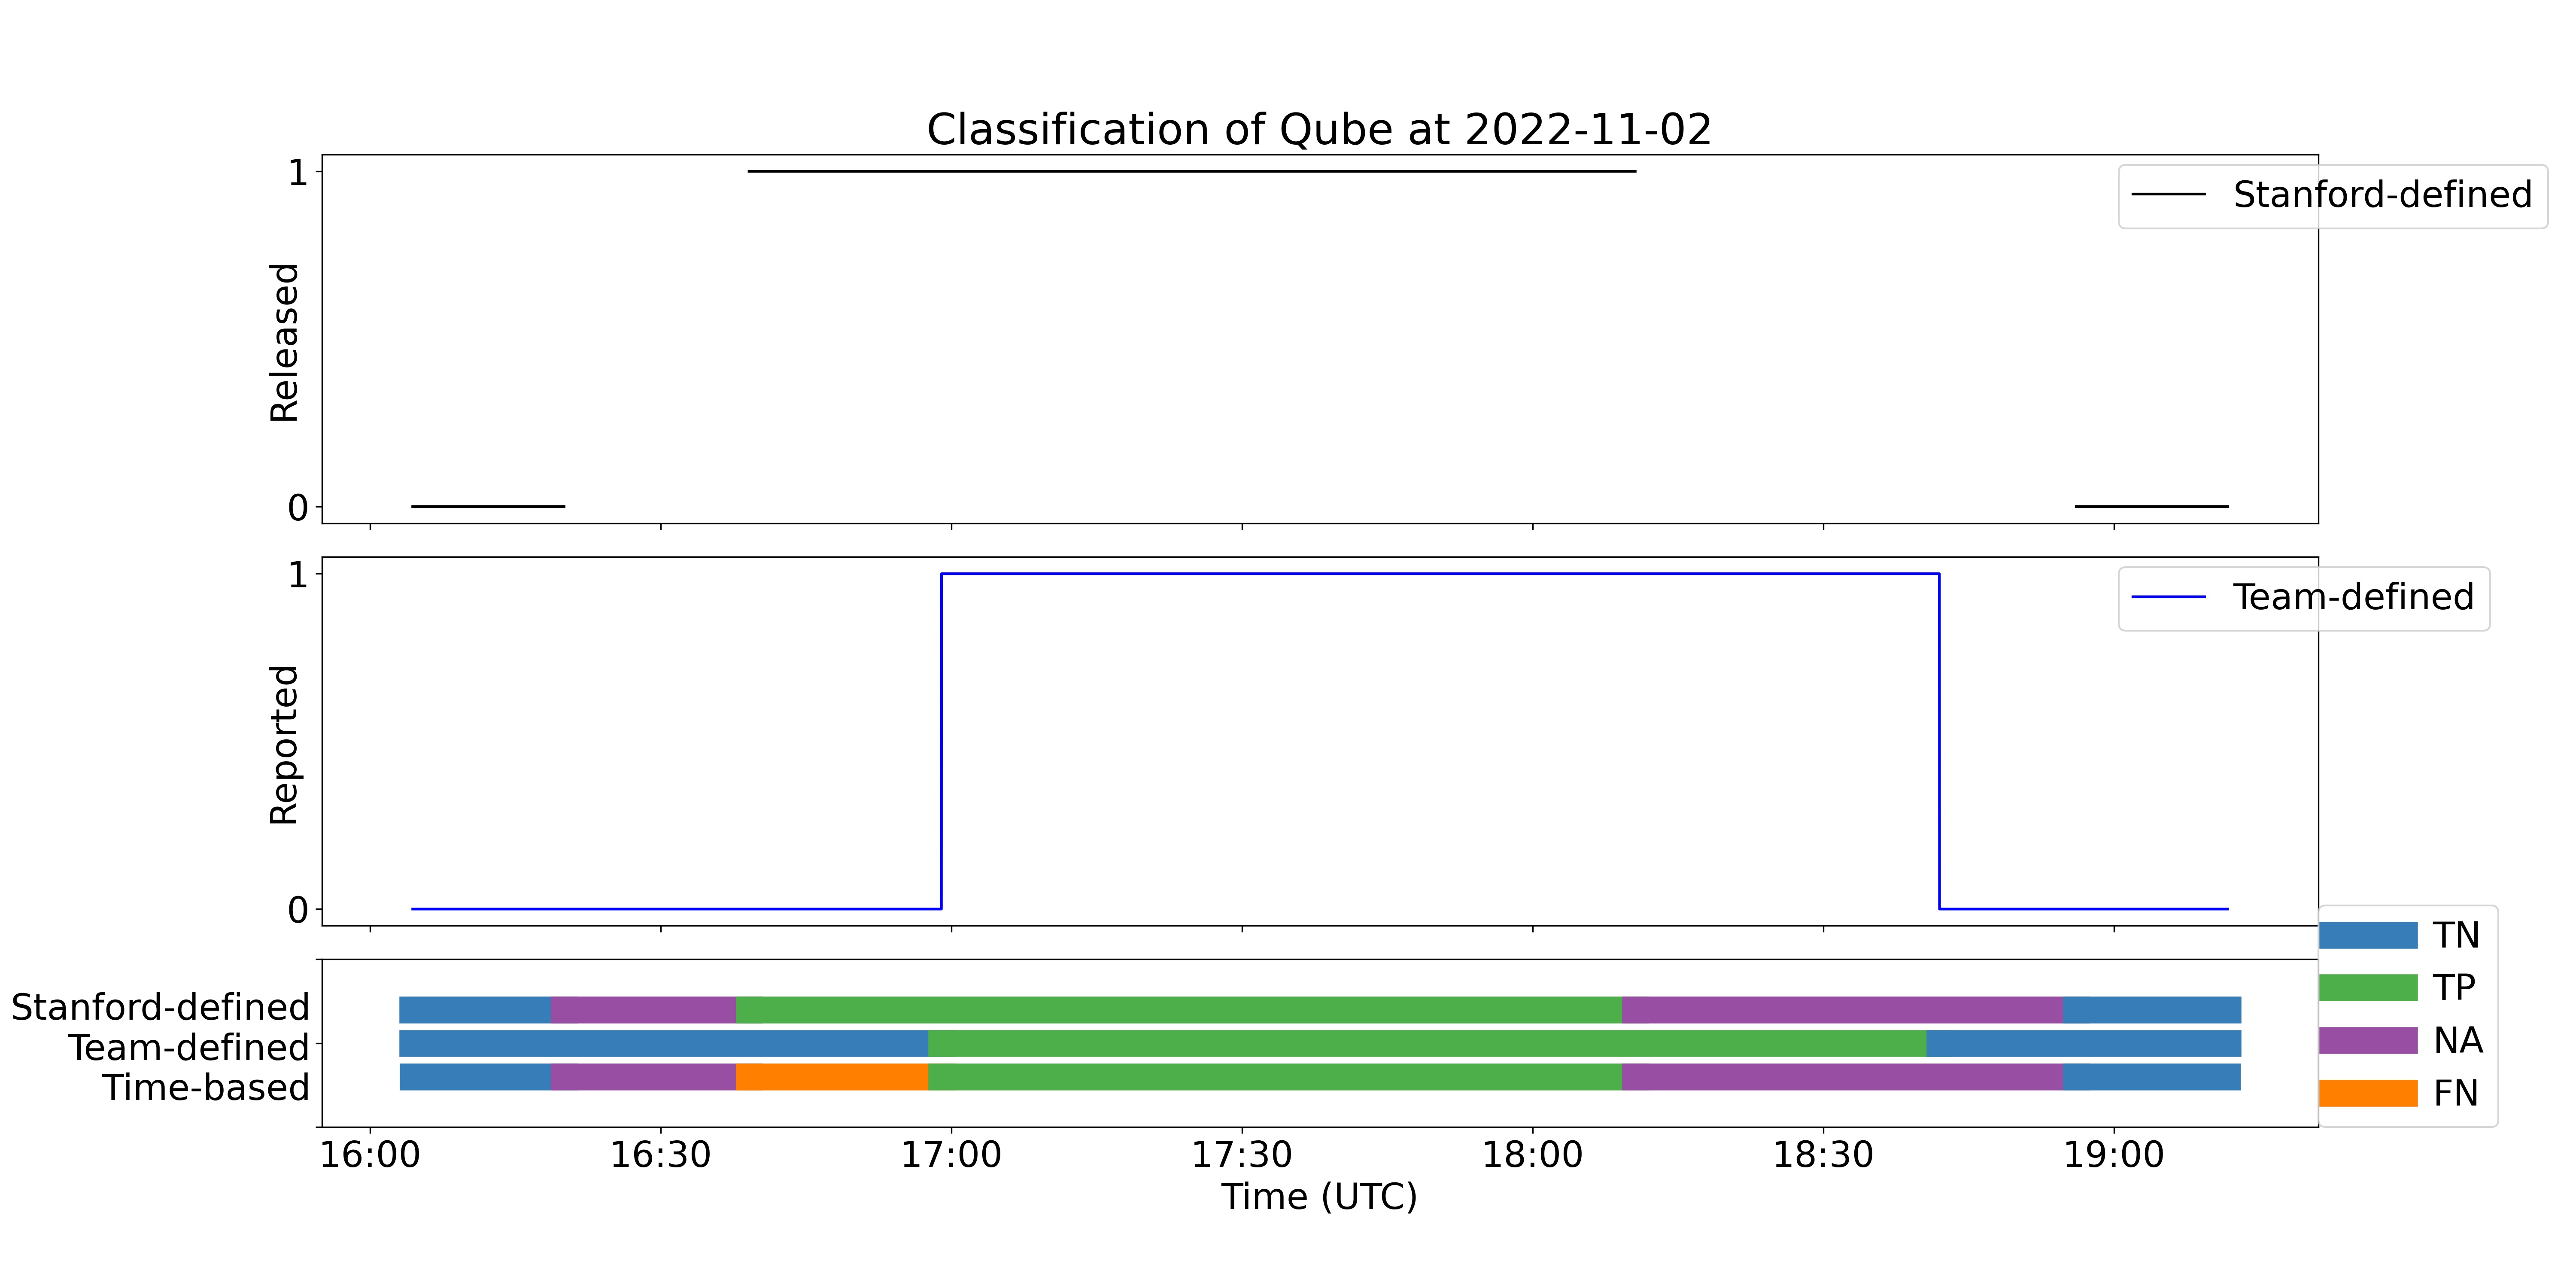 Classification of Qube at 2022-11-02
1
Stanford-defined
Released
0
1
Team-defined
Reported
0
TN
TP
NA
FN
Stanford-defined
Team-defined
Time-based
16:00 16:30 17:00 17:30 18:00 18:30 19:00
Time (UTC)